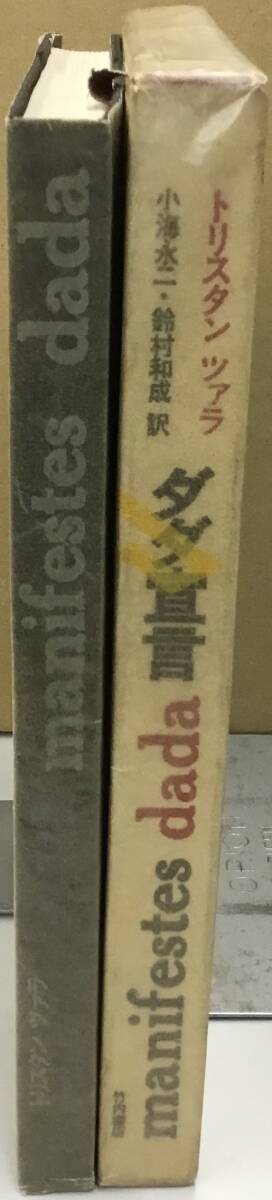 manifestes dada
トリスタン ツァラ
トリスタン ツァラ
小海永二・鈴村和成 訳
ダダ宣言
manifestes dada
竹内書店